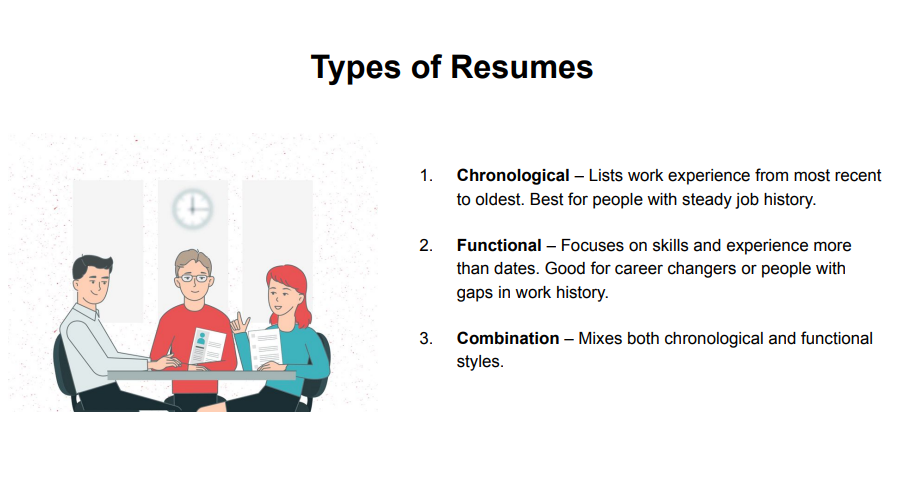 Types of Resumes
1. Chronological – Lists work experience from most recent
to oldest. Best for people with steady job history.
2. Functional – Focuses on skills and experience more
than dates. Good for career changers or people with
gaps in work history.
3. Combination – Mixes both chronological and functional
styles.